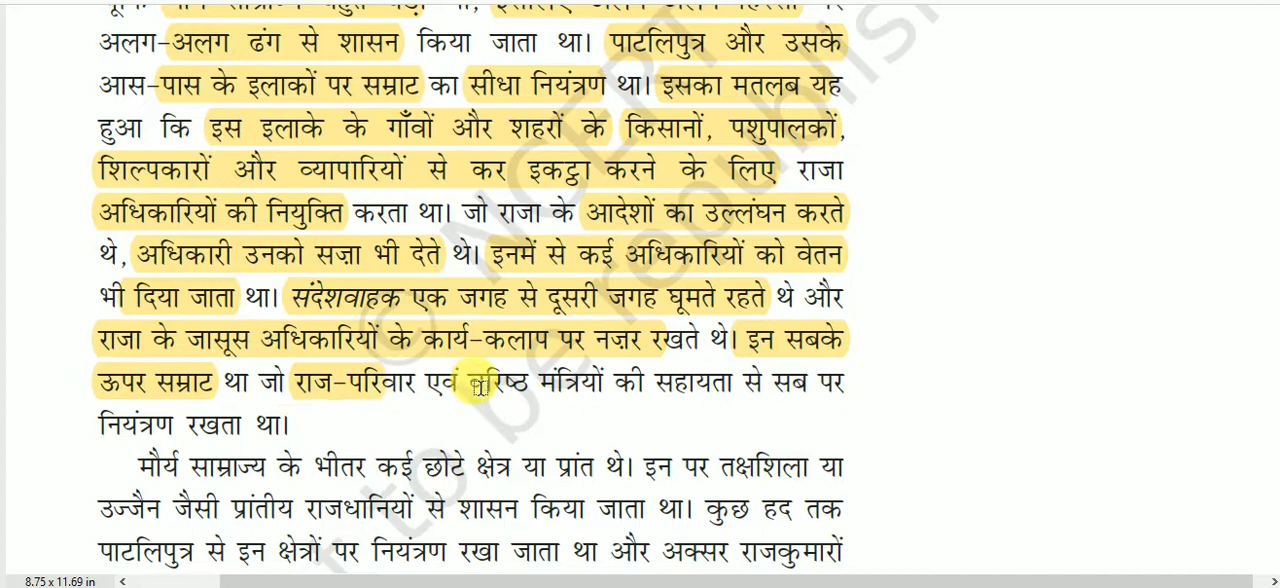 अलग-अलग ढंग से शासन किया जाता था। पाटलिपुत्र और उसके
आस-पास के इलाकों पर सम्राट का सीधा नियंत्रण था। इसका मतलब यह
हुआ कि इस इलाके के गाँवों और शहरों के किसानों, पशुपालकों,
शिल्पकारों और व्यापारियों से कर इकट्ठा करने के लिए राजा
अधिकारियों की नियुक्ति करता था। जो राजा के आदेशों का उल्लंघन करते
थे, अधिकारी उनको सज़ा भी देते थे। इनमें से कई अधिकारियों को वेतन
भी दिया जाता था। संदेशवाहक एक जगह से दूसरी जगह घूमते रहते थे और
राजा के जासूस अधिकारियों के कार्य-कलाप पर नज़र रखते थे। इन सबके
ऊपर सम्राट था जो राज-परिवार एवं वरिष्ठ मंत्रियों की सहायता से सब पर
नियंत्रण रखता था।
मौर्य साम्राज्य के भीतर कई छोटे क्षेत्र या प्रांत थे। इन पर तक्षशिला या
उज्जैन जैसी प्रांतीय राजधानियों से शासन किया जाता था। कुछ हद तक
पाटलिपुत्र से इन क्षेत्रों पर नियंत्रण रखा जाता था और अक्सर राजकुमारों
© NCERT
to be republis
8.75 x 11.69 in